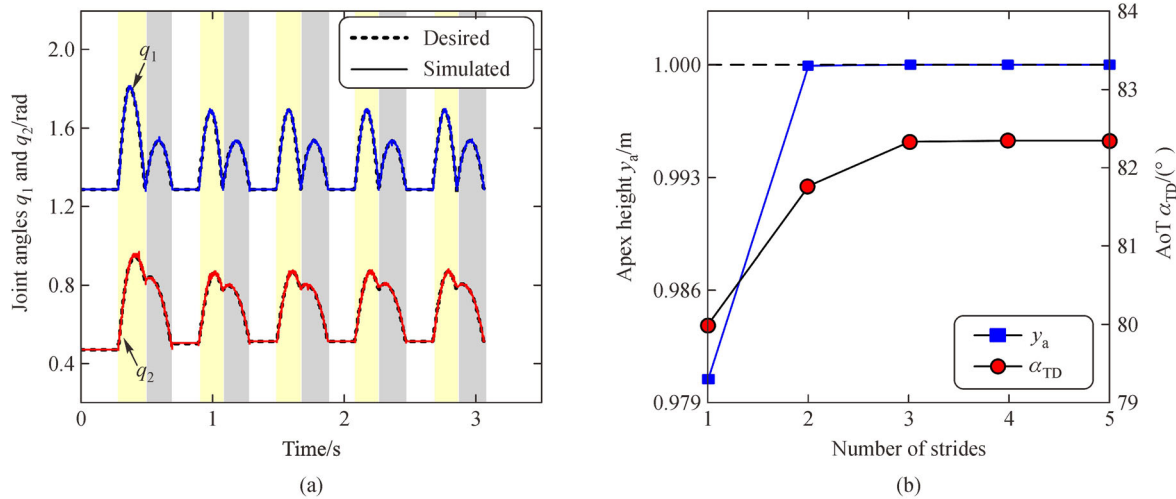 2.0
1.6
1.2
0.8
0.4
0
1
2
3
Joint angles q1 and q2/rad
Time/s
q1
q2
Desired
Simulated
(a)
1.000
0.993
0.986
0.979
Apex height ya/m
84
83
82
81
80
79
AoT αTD/(°)
1
2
3
4
5
Number of strides
ya
αTD
(b)